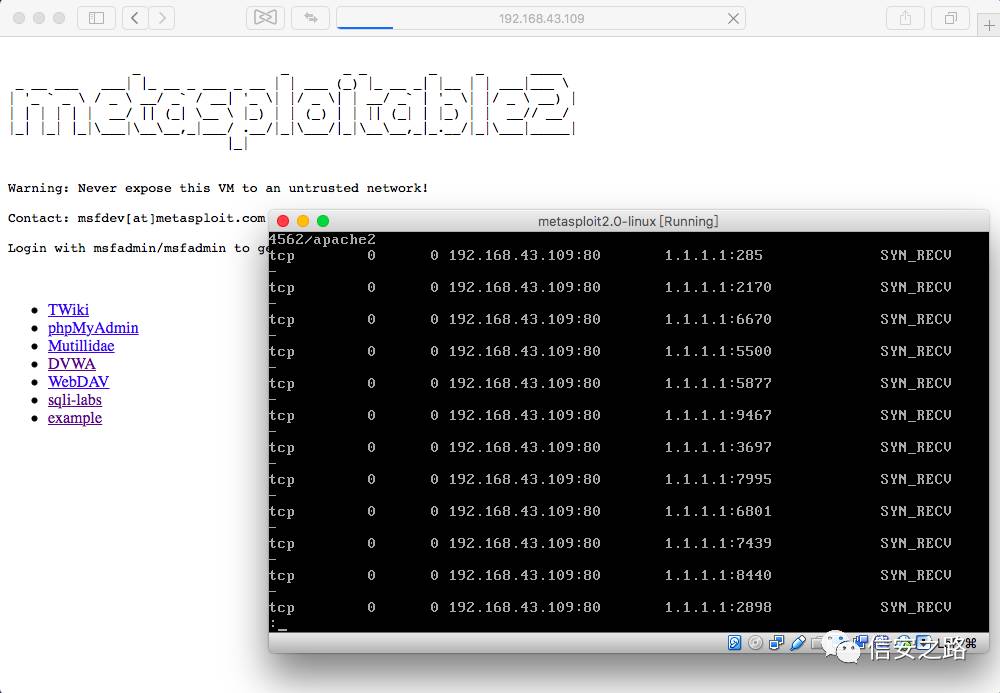 192.168.43.109
metasploitable2
Warning: Never expose this VM to an untrusted network!
Contact: msfdev[at]metasploit.com
Login with msfadmin/msfadmin to g
TWiki
phpMyAdmin
Mutillidae
DVWA
WebDAV
sqli-labs
example
metasploit2.0-linux [Running]
4562/apache2
tcp 0 0 192.168.43.109:80 1.1.1.1:285 SYN_RECV
-
tcp 0 0 192.168.43.109:80 1.1.1.1:2170 SYN_RECV
-
tcp 0 0 192.168.43.109:80 1.1.1.1:6670 SYN_RECV
-
tcp 0 0 192.168.43.109:80 1.1.1.1:5500 SYN_RECV
-
tcp 0 0 192.168.43.109:80 1.1.1.1:5877 SYN_RECV
-
tcp 0 0 192.168.43.109:80 1.1.1.1:9467 SYN_RECV
-
tcp 0 0 192.168.43.109:80 1.1.1.1:3697 SYN_RECV
-
tcp 0 0 192.168.43.109:80 1.1.1.1:7995 SYN_RECV
-
tcp 0 0 192.168.43.109:80 1.1.1.1:6801 SYN_RECV
-
tcp 0 0 192.168.43.109:80 1.1.1.1:7439 SYN_RECV
-
tcp 0 0 192.168.43.109:80 1.1.1.1:8440 SYN_RECV
-
tcp 0 0 192.168.43.109:80 1.1.1.1:2898 SYN_RECV
:_
信安之路